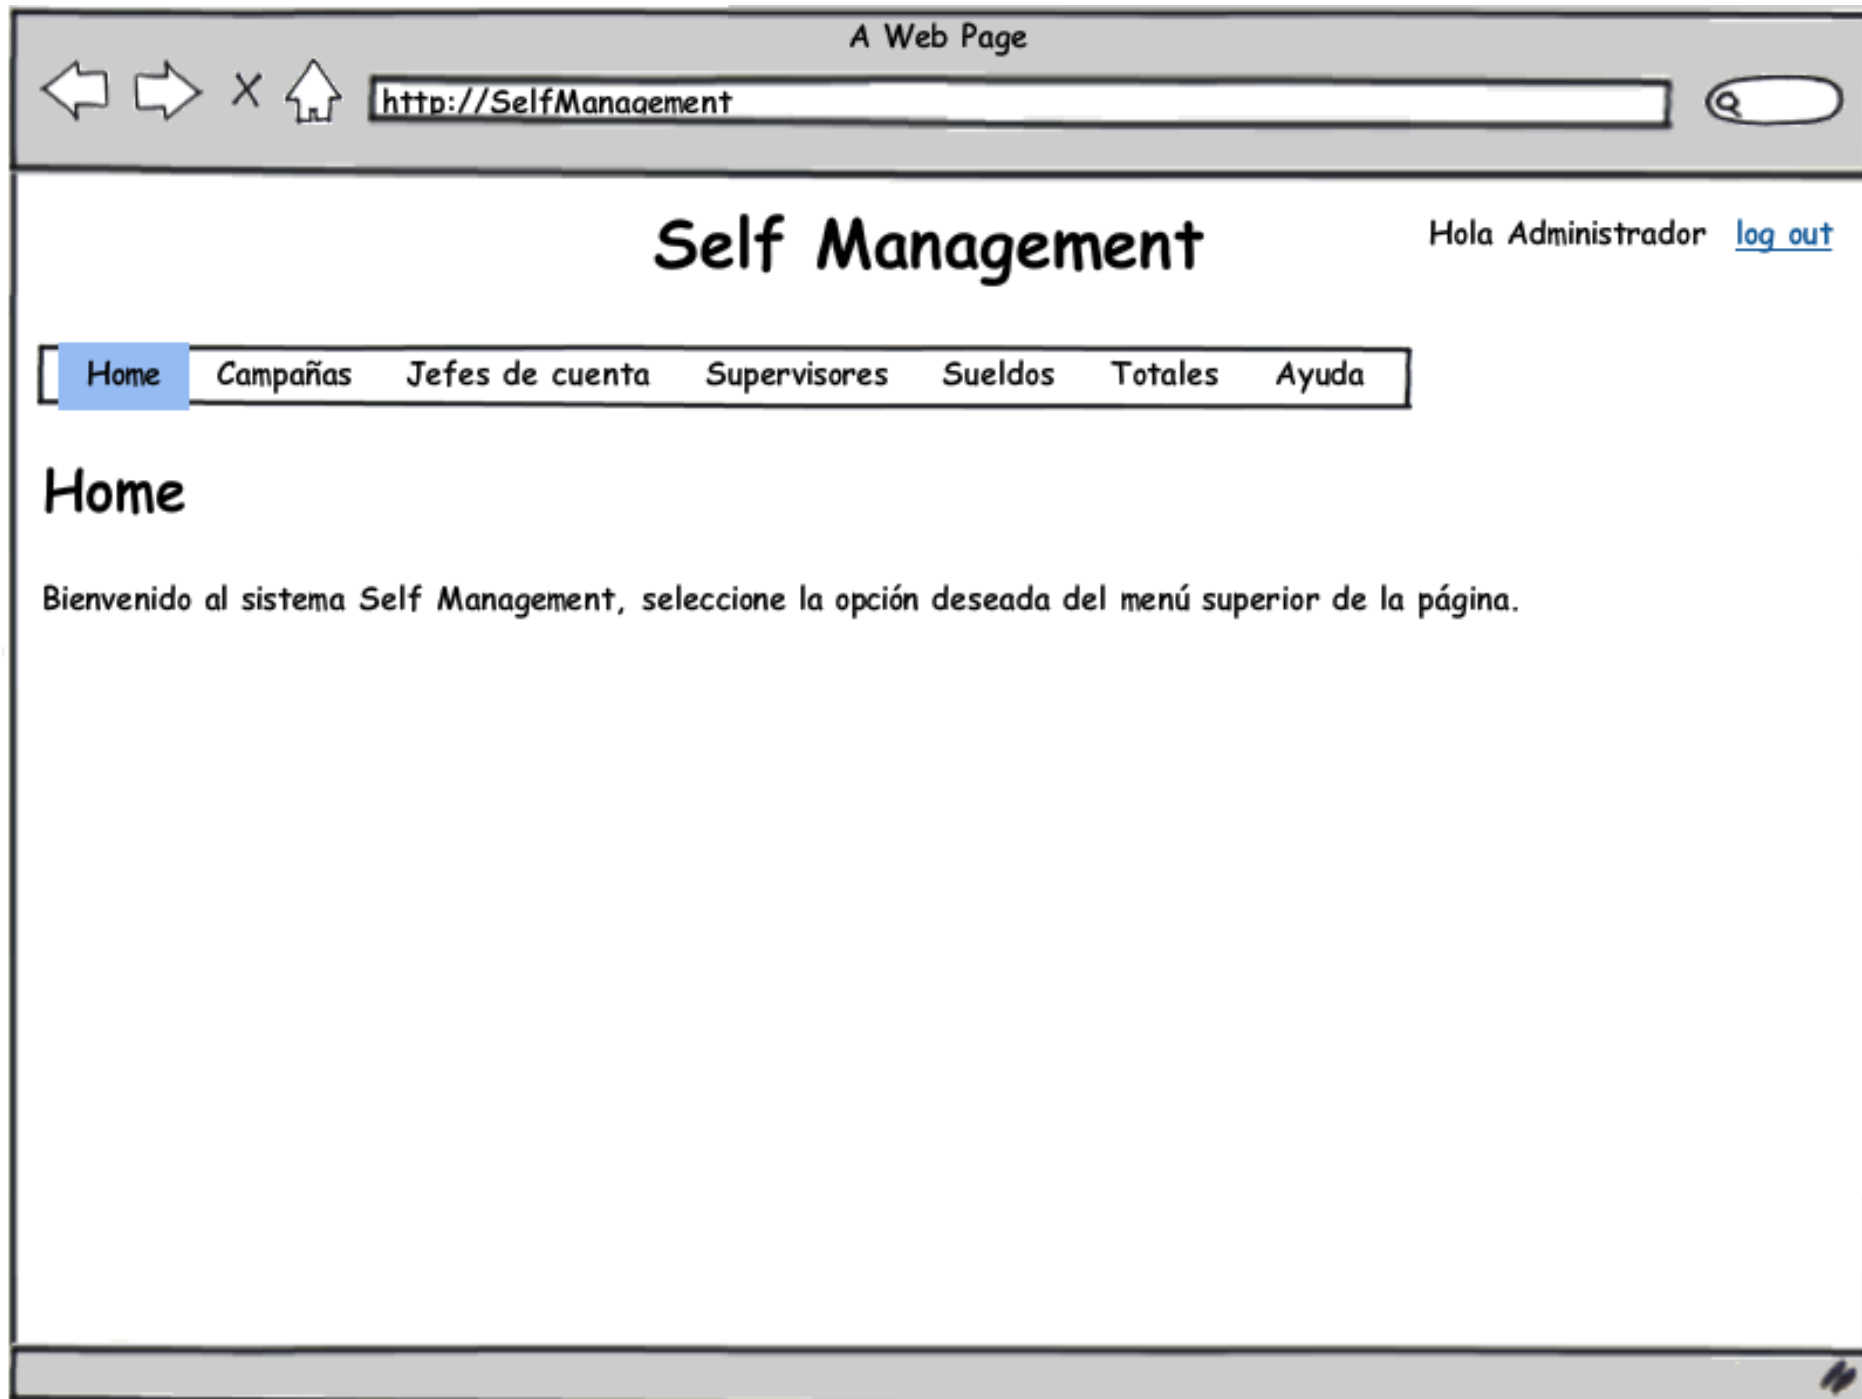 A Web Page
http://SelfManagement
Self Management
Hola Administrador log out
Home Campañas Jefes de cuenta Supervisores Sueldos Totales Ayuda
Home
Bienvenido al sistema Self Management, seleccione la opción deseada del menú superior de la página.